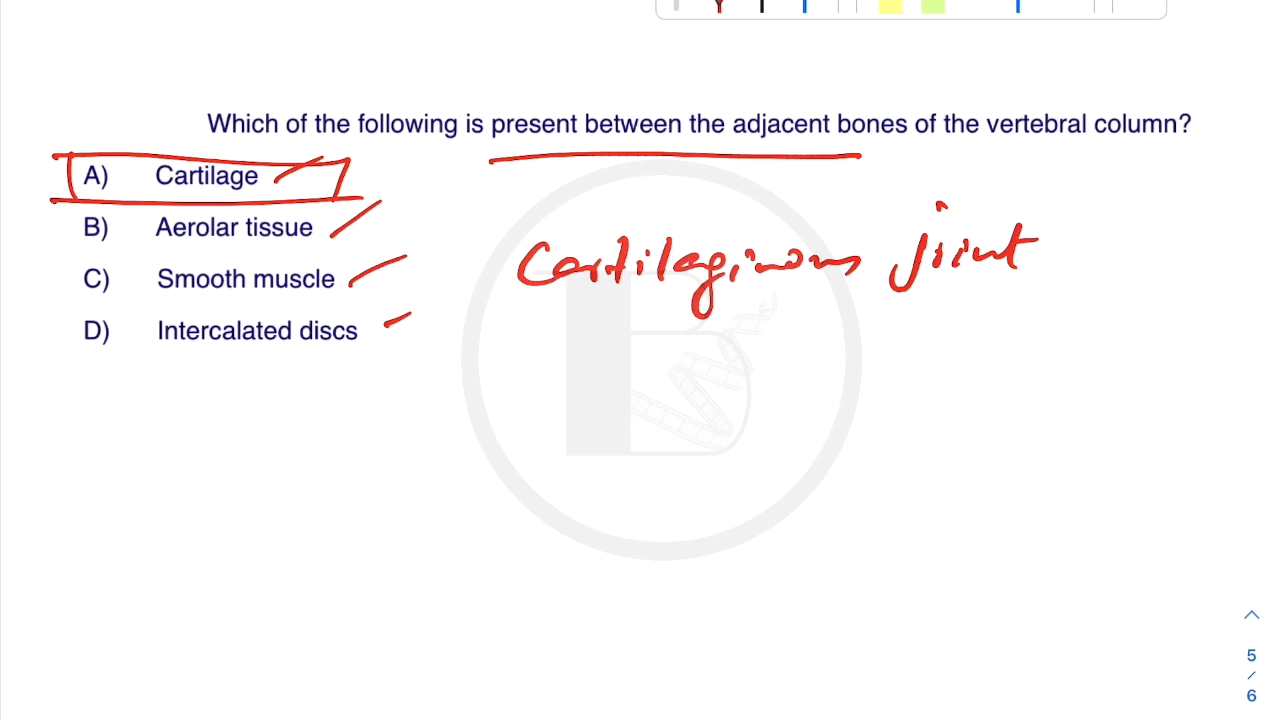 Which of the following is present between the adjacent bones of the vertebral column?
A) Cartilage
B) Aerolar tissue
C) Smooth muscle
D) Intercalated discs
Cartilaginous joint
5
/
6